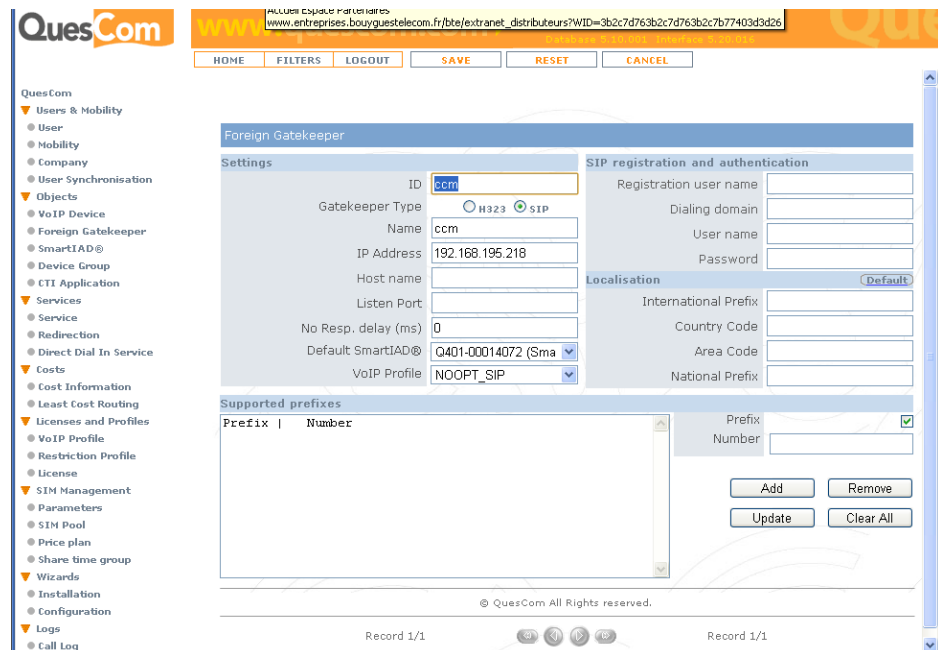 QuesCom
Accueil Espace Partenaires
www.entreprises.bouyguestelecom.fr/bte/extranet_distributeurs?WID=3b2c7d763b2c7d763b2c7b77403d3d26
Database 5.10.001 Interface 5.20.016
HOME FILTERS LOGOUT SAVE RESET CANCEL
QuesCom
Users & Mobility
User
Mobility
Company
User Synchronisation
Objects
VoIP Device
Foreign Gatekeeper
SmartIAD®
Device Group
CTI Application
Services
Service
Redirection
Direct Dial In Service
Costs
Cost Information
Least Cost Routing
Licenses and Profiles
VoIP Profile
Restriction Profile
License
SIM Management
Parameters
SIM Pool
Price plan
Share time group
Wizards
Installation
Configuration
Logs
Call Log
Foreign Gatekeeper
Settings
ID ccm
Gatekeeper Type H323 SIP
Name ccm
IP Address 192.168.195.218
Host name
Listen Port
No Resp. delay (ms) 0
Default SmartIAD® Q401-00014072 (Sma
VoIP Profile NOOPT_SIP
SIP registration and authentication
Registration user name
Dialing domain
User name
Password
Localisation Default
International Prefix
Country Code
Area Code
National Prefix
Supported prefixes
Prefix | Number
Prefix
Number
Add Remove
Update Clear All
© QuesCom All Rights reserved.
Record 1/1 Record 1/1